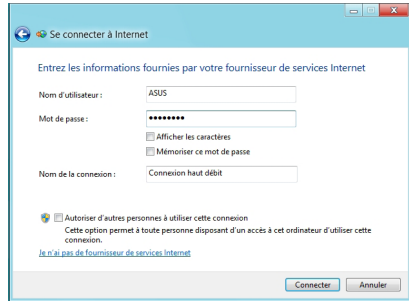 Se connecter à Internet
Entrez les informations fournies par votre fournisseur de services Internet
Nom d'utilisateur :
ASUS
Mot de passe :
••••••••
Afficher les caractères
Mémoriser ce mot de passe
Nom de la connexion :
Connexion haut débit
Autoriser d'autres personnes à utiliser cette connexion
Cette option permet à toute personne disposant d'un accès à cet ordinateur d'utiliser cette
connexion.
Je n'ai pas de fournisseur de services Internet
Connecter
Annuler